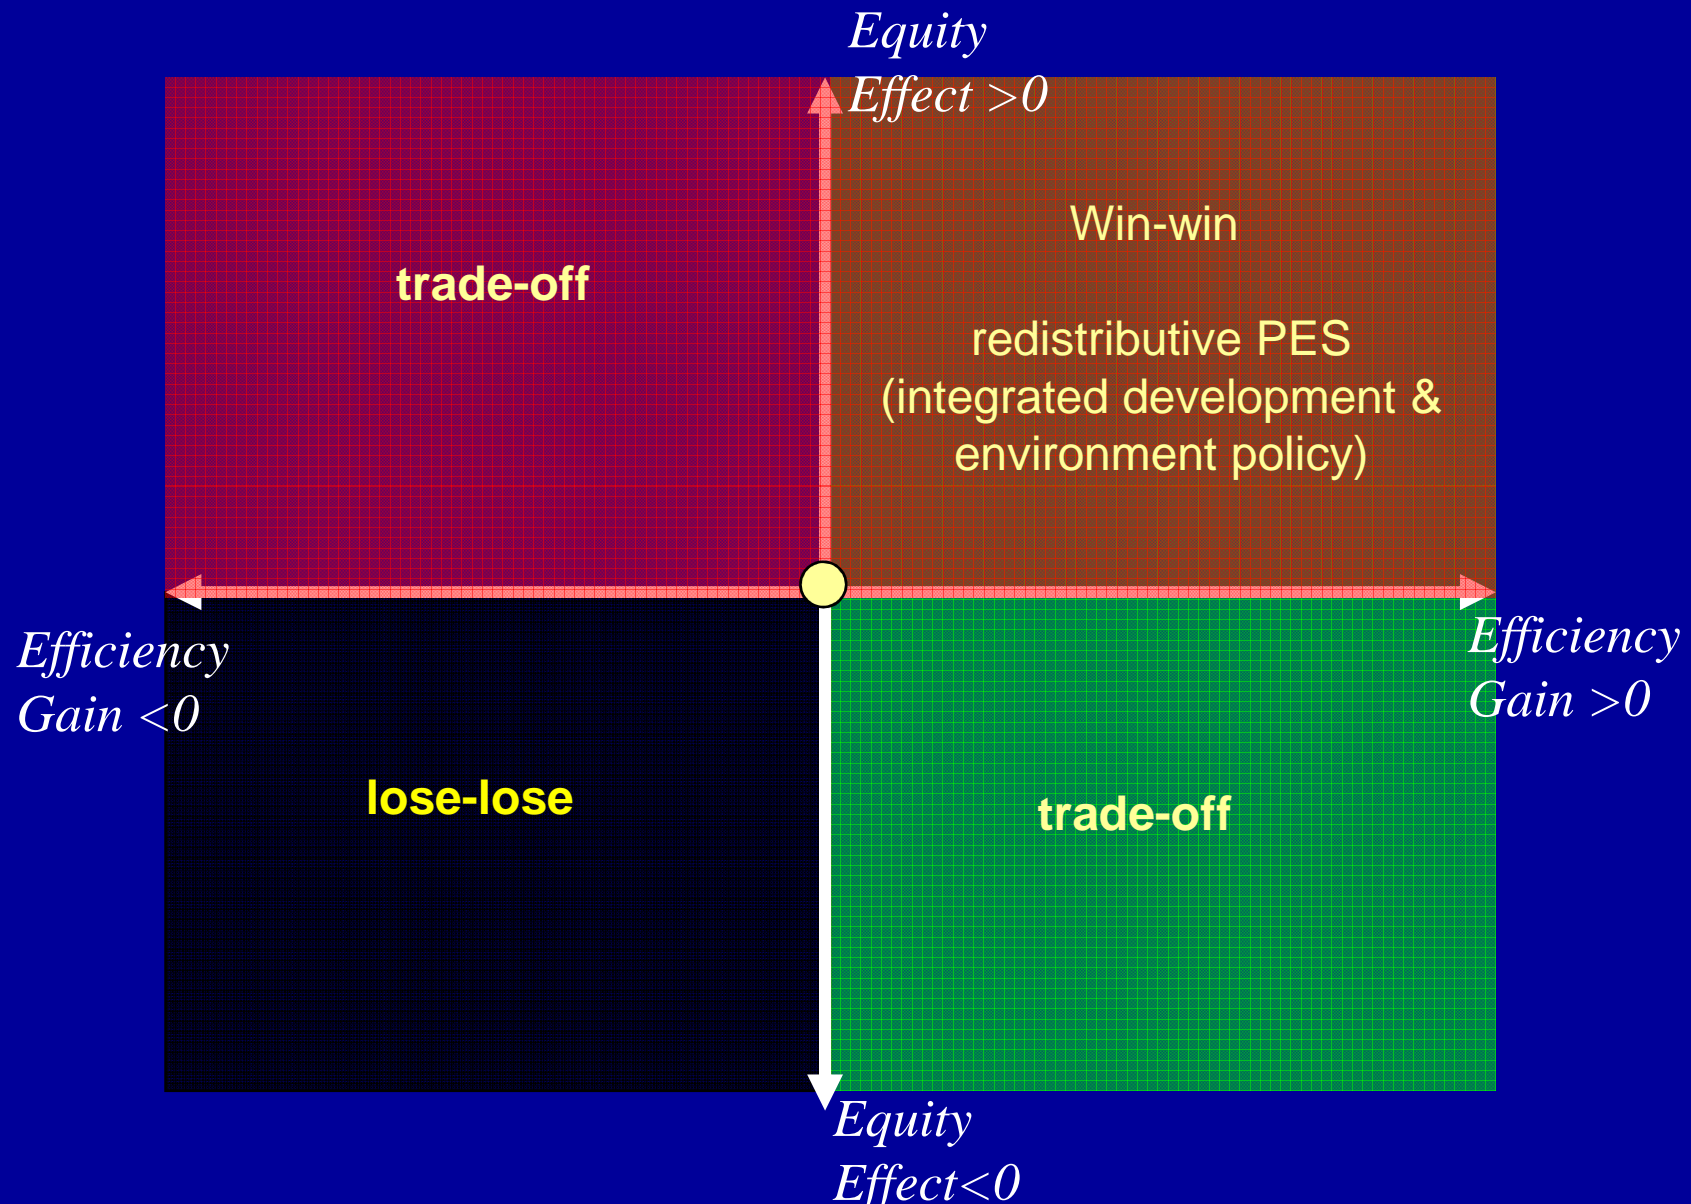 Equity
Effect >0
Win-win
trade-off
redistributive PES
(integrated development &
environment policy)
Efficiency
Gain <0
Efficiency
Gain >0
lose-lose
trade-off
Equity
Effect<0